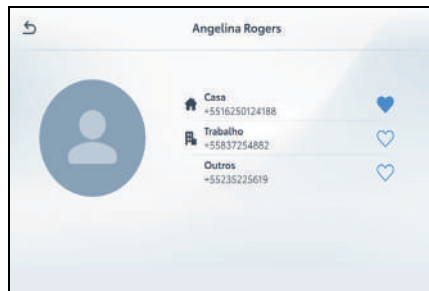 Angelina Rogers
Casa
+5516250124188
Trabalho
+55837254882
Outros
+55235225619